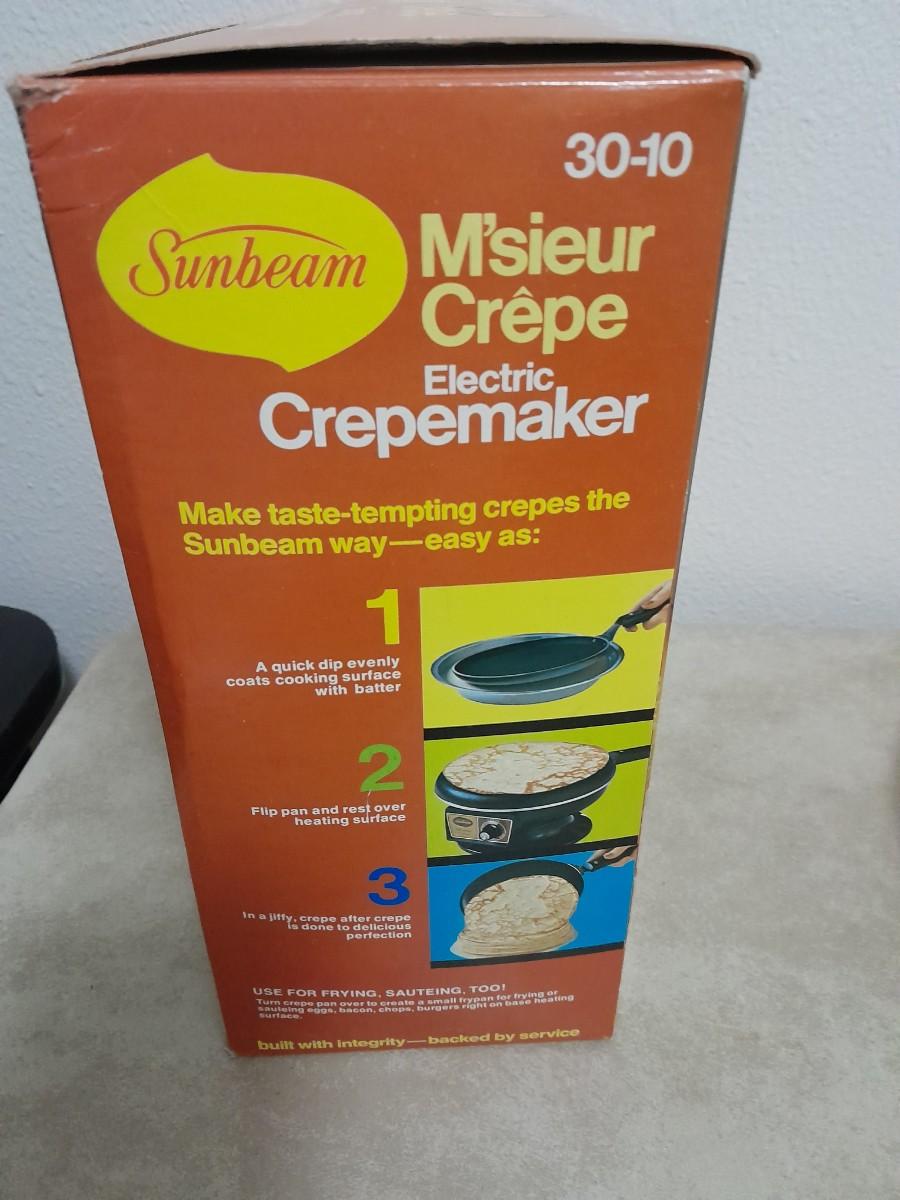 30-10
Sunbeam
M'sieur
Crêpe
Electric
Crepemaker
Make taste-tempting crepes the
Sunbeam way—easy as:
1
A quick dip evenly
coats cooking surface
with batter
2
Flip pan and rest over
heating surface
3
In a jiffy, crepe after crepe
is done to delicious
perfection
USE FOR FRYING, SAUTEING, TOO!
Turn crepe pan over to create a small frypan for frying or
sauteing eggs, bacon, chops, burgers right on base heating
surface.
built with integrity—backed by service